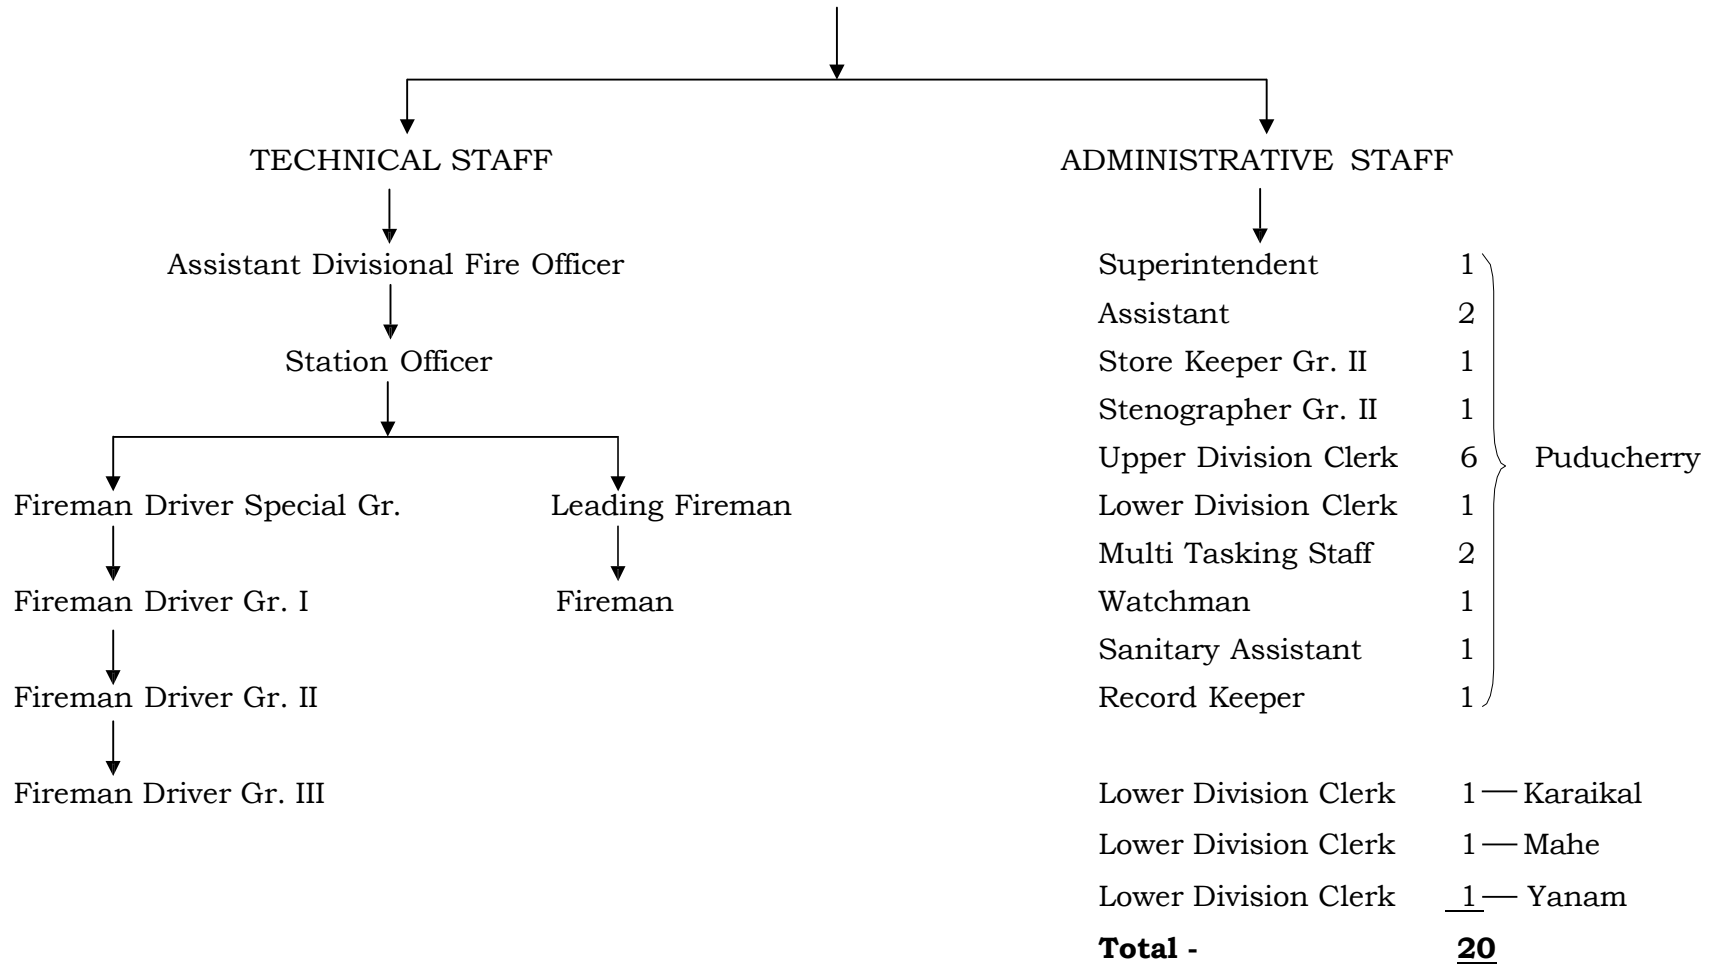 TECHNICAL STAFF
Assistant Divisional Fire Officer
Station Officer
Fireman Driver Special Gr.
Fireman Driver Gr. I
Fireman Driver Gr. II
Fireman Driver Gr. III
Leading Fireman
Fireman
ADMINISTRATIVE STAFF
Superintendent 1
Assistant 2
Store Keeper Gr. II 1
Stenographer Gr. II 1
Upper Division Clerk 6 Puducherry
Lower Division Clerk 1
Multi Tasking Staff 2
Watchman 1
Sanitary Assistant 1
Record Keeper 1
Lower Division Clerk 1 — Karaikal
Lower Division Clerk 1 — Mahe
Lower Division Clerk 1 — Yanam
Total - 20